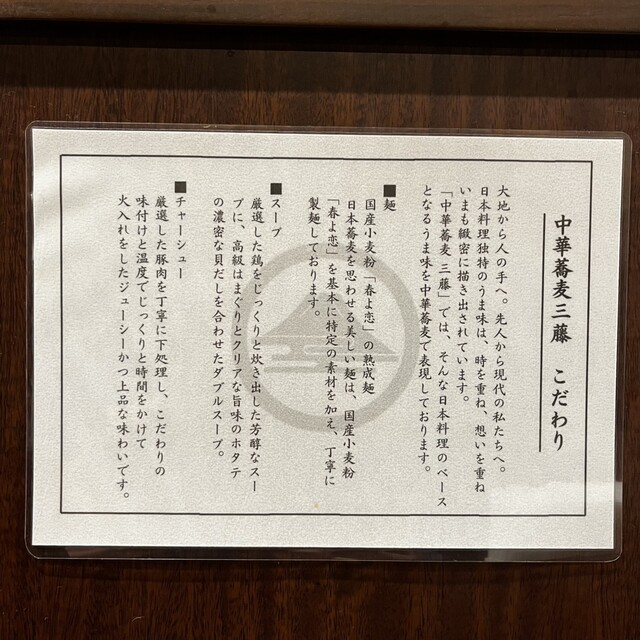 中華蕎麦三藤　こだわり
大地から人の手へ。先人から現代の私たちへ。
日本料理独特のうま味は、時を重ね、想いを重ね
いまも緻密に描き出されています。
「中華蕎麦 三藤」では、そんな日本料理のベース
となるうま味を中華蕎麦で表現しております。
■麺
国産小麦粉「春よ恋」の熟成麺
日本蕎麦を思わせる美しい麺は、国産小麦粉
「春よ恋」を基本に特定の素材を加え、丁寧に
製麺しております。
■スープ
厳選した鶏をじっくりと炊き出した芳醇なスー
プに、高級はまぐりとクリアな旨味のホタテ
の濃密な貝だしを合わせたダブルスープ。
■チャーシュー
厳選した豚肉を丁寧に下処理し、こだわりの
味付けと温度でじっくりと時間をかけて
火入れをしたジューシーかつ上品な味わいです。